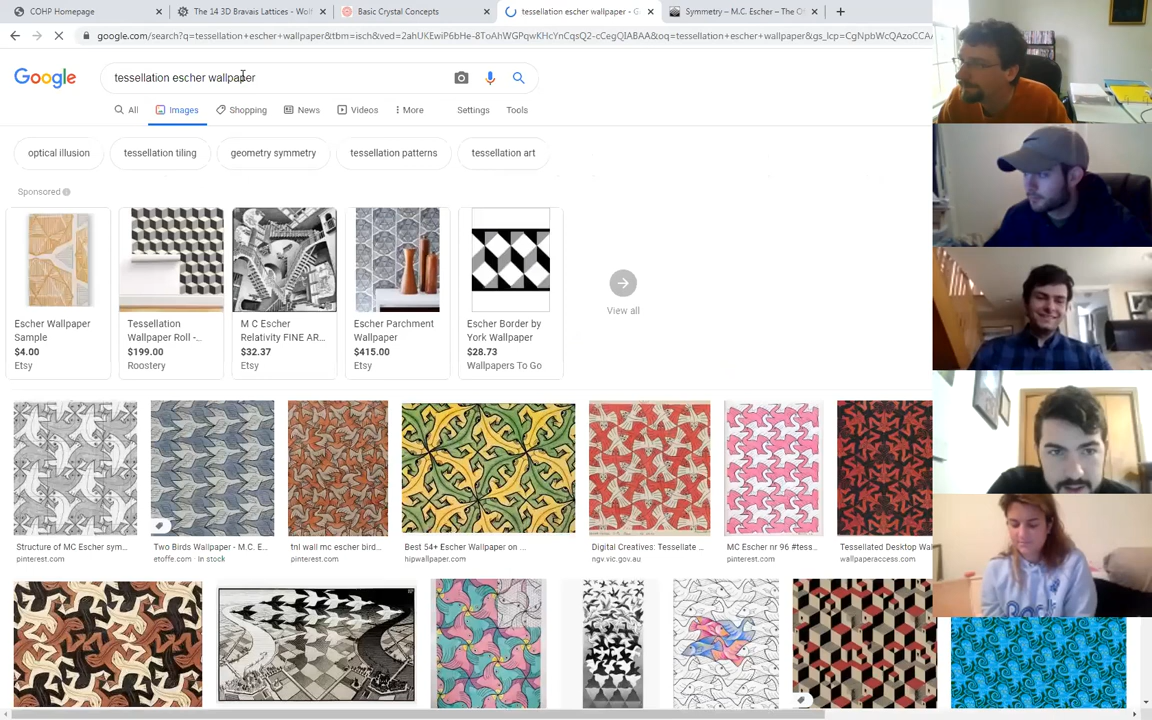 COHP Homepage
The 14 3D Bravais Lattices - Wolf
Basic Crystal Concepts
tessellation escher wallpaper - G
Symmetry – M.C. Escher – The O
google.com/search?q=tessellation+escher+wallpaper&tbm=isch&ved=2ahUKEwiP6bHe-8ToAhWGPqwKHcYnCqsQ2-cCegQIABAA&oq=tessellation+escher+wallpaper&gs_lcp=CgNpbWcQAzoCCAA
Google
tessellation escher wallpaper
All
Images
Shopping
News
Videos
More
Settings
Tools
optical illusion
tessellation tiling
geometry symmetry
tessellation patterns
tessellation art
Sponsored
Escher Wallpaper
Sample
$4.00
Etsy
Tessellation
Wallpaper Roll -...
$199.00
Roostery
M C Escher
Relativity FINE AR...
$32.37
Etsy
Escher Parchment
Wallpaper
$415.00
Etsy
Escher Border by
York Wallpaper
$28.73
Wallpapers To Go
View all
Structure of MC Escher sym...
pinterest.com
Two Birds Wallpaper - M.C. E...
etoffe.com · In stock
tnl wall mc escher bird...
pinterest.com
Best 54+ Escher Wallpaper on ...
hipwallpaper.com
Digital Creatives: Tessellate ...
ngv.vic.gov.au
MC Escher nr 96 #tess...
pinterest.com
Tessellated Desktop Wal
wallpaperaccess.com